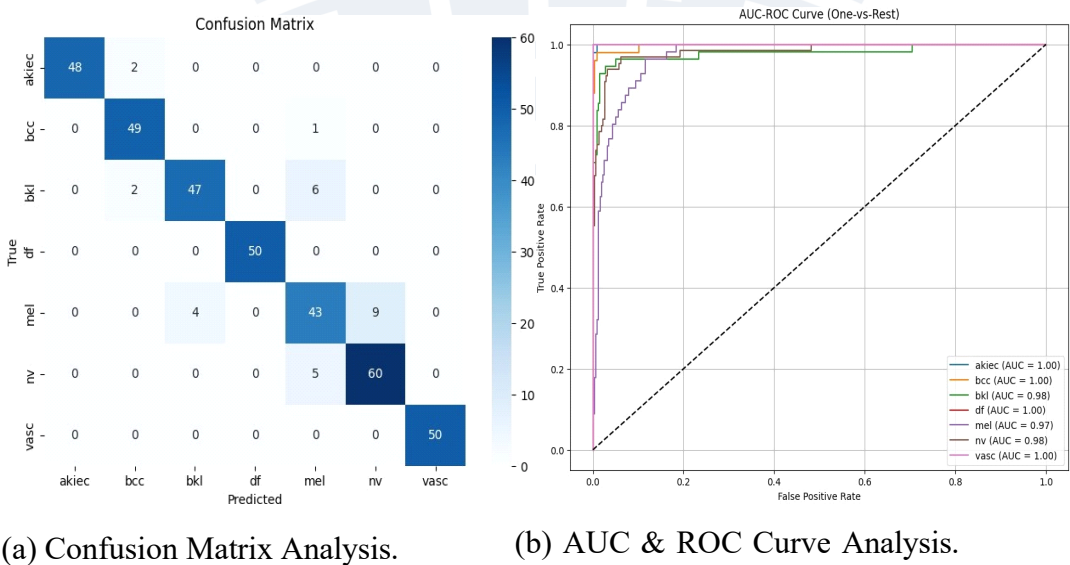 Confusion Matrix
True
akiec 48 2 0 0 0 0 0
bcc 0 49 0 0 1 0 0
bkl 0 2 47 0 6 0 0
df 0 0 0 50 0 0 0
mel 0 0 4 0 43 9 0
nv 0 0 0 0 5 60 0
vasc 0 0 0 0 0 0 50
akiec bcc bkl df mel nv vasc
Predicted
60
50
40
30
20
10
0
(a) Confusion Matrix Analysis.
AUC-ROC Curve (One-vs-Rest)
True Positive Rate
1.0
0.8
0.6
0.4
0.2
0.0
0.0 0.2 0.4 0.6 0.8 1.0
False Positive Rate
akiec (AUC = 1.00)
bcc (AUC = 1.00)
bkl (AUC = 0.98)
df (AUC = 1.00)
mel (AUC = 0.97)
nv (AUC = 0.98)
vasc (AUC = 1.00)
(b) AUC & ROC Curve Analysis.